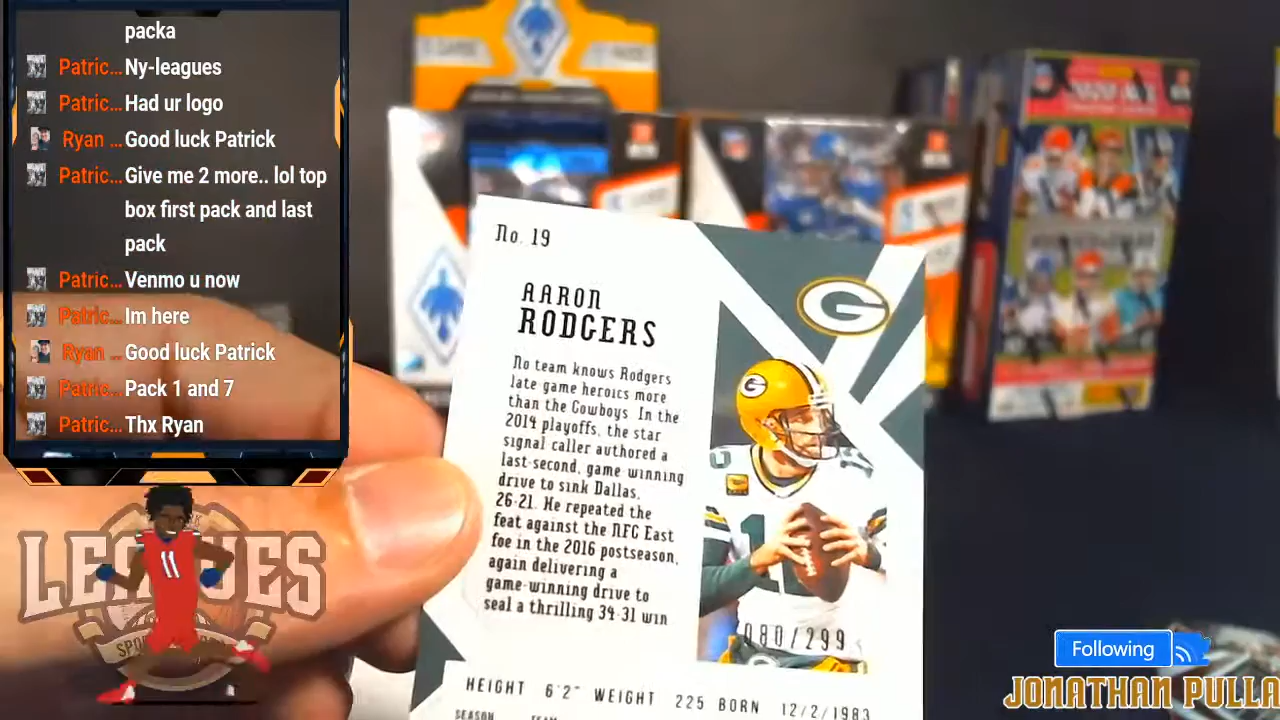 packa
Patric... Ny-leagues
Patric... Had ur logo
Ryan ... Good luck Patrick
Patric... Give me 2 more.. lol top
box first pack and last
pack
Patric... Venmo u now
Patric... Im here
Ryan ... Good luck Patrick
Patric... Pack 1 and 7
Patric... Thx Ryan
LEAGUES
11
No. 19
G
AARON
RODGERS
No team knows Rodgers
late game heroics more
than the Cowboys. In the
2014 playoffs, the star
signal caller authored a
last-second, game-winning
drive to sink Dallas,
26-21. He repeated the
feat against the NFC East
foe in the 2016 postseason,
again delivering a
game-winning drive to
seal a thrilling 34-31 win
080/299
HEIGHT 6'2" WEIGHT 225 BORN 12/2/1983
SEASON TEAM
Following
JONATHAN PULLA